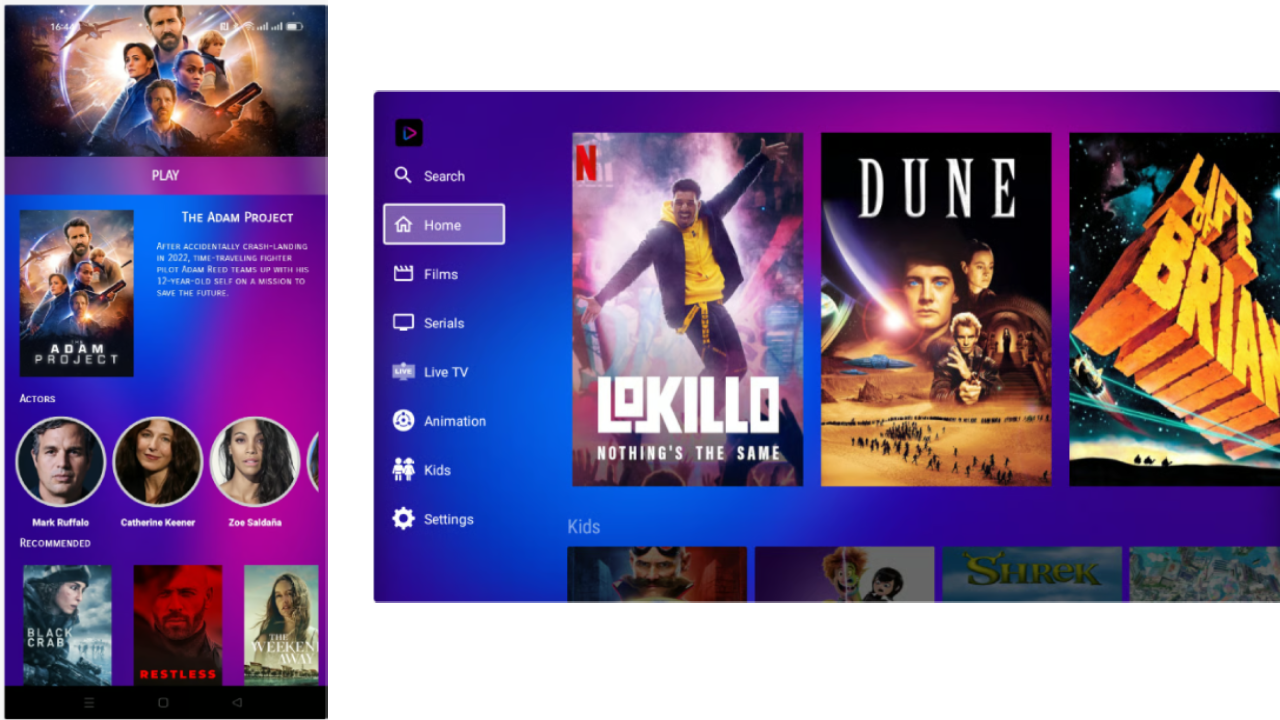 16:44
PLAY
The Adam Project
After accidentally crash-landing
in 2022, time-traveling fighter
pilot Adam Reed teams up with his
12-year-old self on a mission to
save the future.
THE
ADAM
PROJECT
Actors
Mark Ruffalo
Catherine Keener
Zoe Saldaña
Recommended
BLACK
CRAB
RESTLESS
THE
WEEKEN
AWAY
Search
Home
Films
Serials
LIVE
Live TV
Animation
Kids
Settings
N
LOKILLO
NOTHING'S THE SAME
DUNE
LIFE
OF
BRIAN
Kids
SHREK